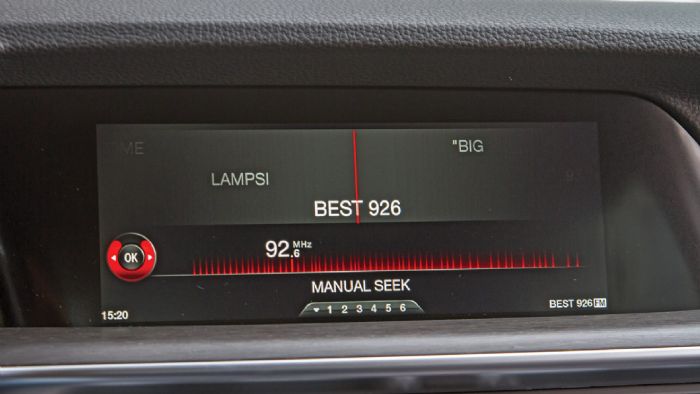 "BIG
LAMPSI
BEST 926
92.6 MHz
OK
MANUAL SEEK
1 2 3 4 5 6
15:20
BEST 926 FM